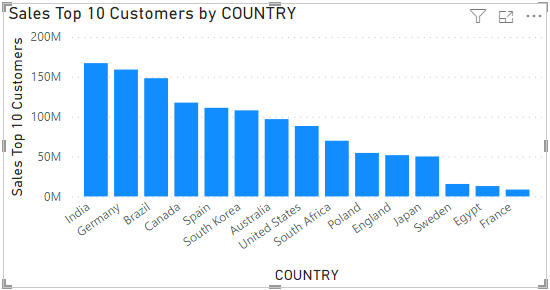 Sales Top 10 Customers by COUNTRY
Sales Top 10 Customers
200M
150M
100M
50M
0M
India
Germany
Brazil
Canada
Spain
South Korea
Australia
United States
South Africa
Poland
England
Japan
Sweden
Egypt
France
COUNTRY